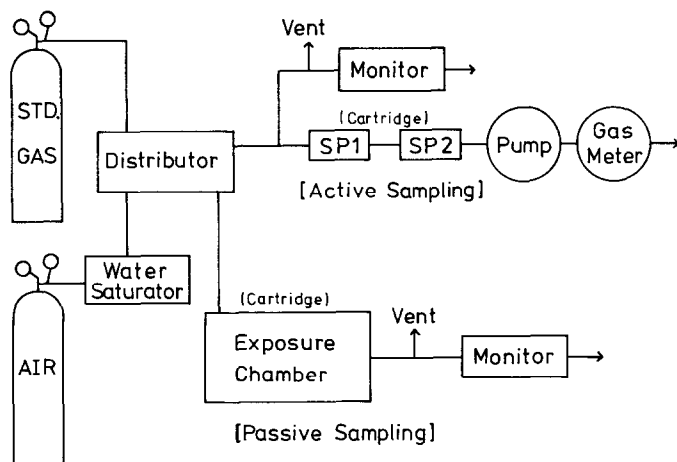 Vent
STD.
GAS
Monitor
(Cartridge)
Distributor
SP1
SP2
Pump
Gas
Meter
[Active Sampling]
Water
Saturator
(Cartridge)
AIR
Exposure
Chamber
Vent
Monitor
[Passive Sampling]